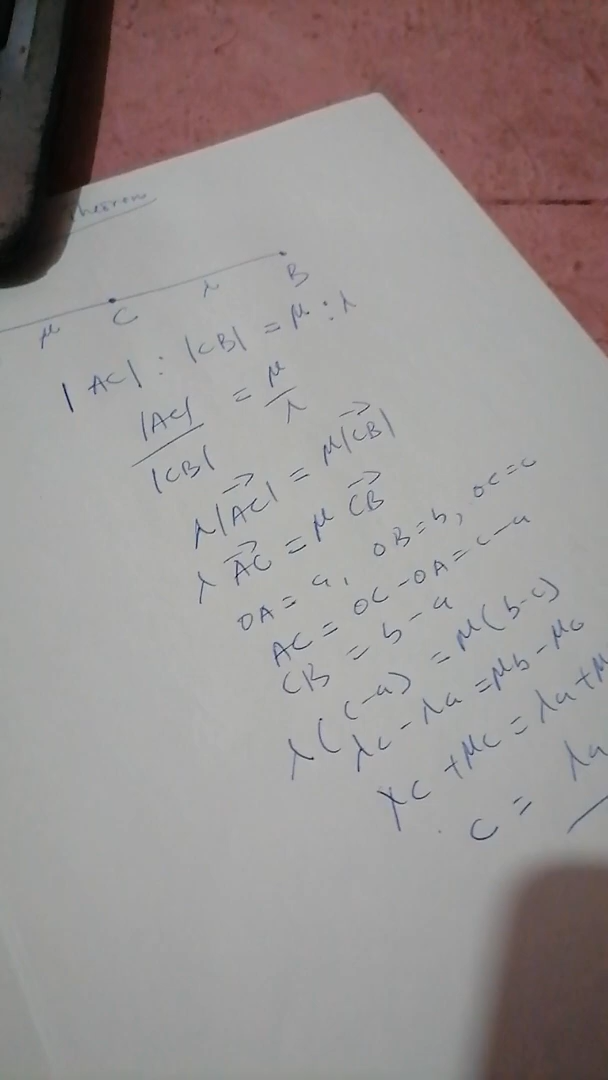 Theorem
μ C λ B
|AC| : |CB| = μ : λ
|AC| / |CB| = μ / λ
λ|AC→| = μ|CB→|
λ AC→ = μ CB→
OA = a, OB = b, OC = c
AC = OC - OA = c - a
CB = b - a
λ(c-a) = μ(b-c)
λc - λa = μb - μc
λc + μc = λa + μ
c = λa